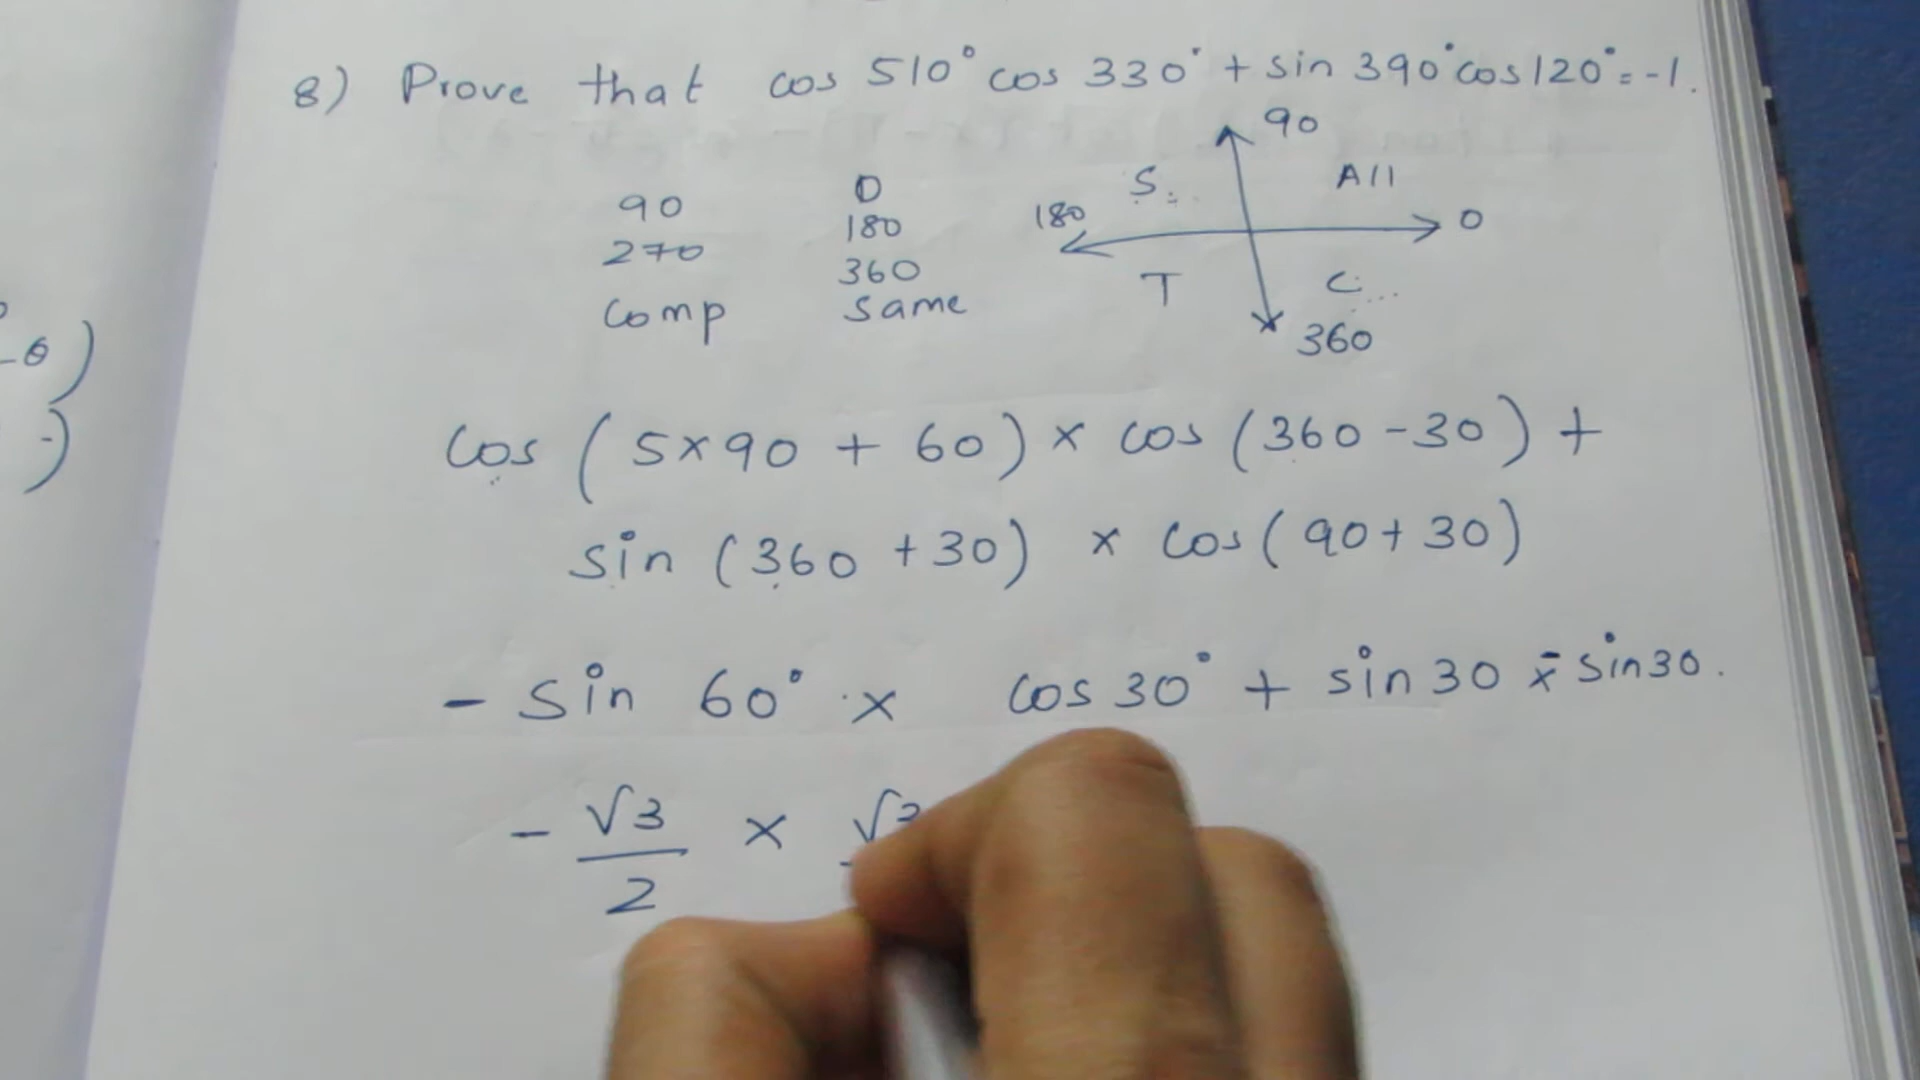 8) Prove that cos 510° cos 330° + sin 390° cos 120° = -1.
90
S. All
90 0
180 0
270 180
360
T C
Comp Same
360
-θ)
-)
cos (5×90 + 60) × cos (360 - 30) +
sin (360 + 30) × cos (90 + 30)
- sin 60° × cos 30° + sin 30 × - sin 30.
- √3/2 × √3